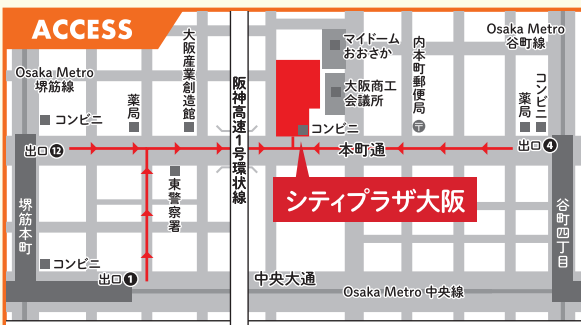 ACCESS
Osaka Metro
堺筋線
コンビニ
薬局
大阪産業創造館
阪神高速1号環状線
マイドーム
おおさか
大阪商工
会議所
コンビニ
内本町郵便局
〒
Osaka Metro
谷町線
コンビニ
薬局
出口12
本町通
出口4
東警察署
シティプラザ大阪
堺筋本町
谷町四丁目
コンビニ
出口1
中央大通
Osaka Metro 中央線